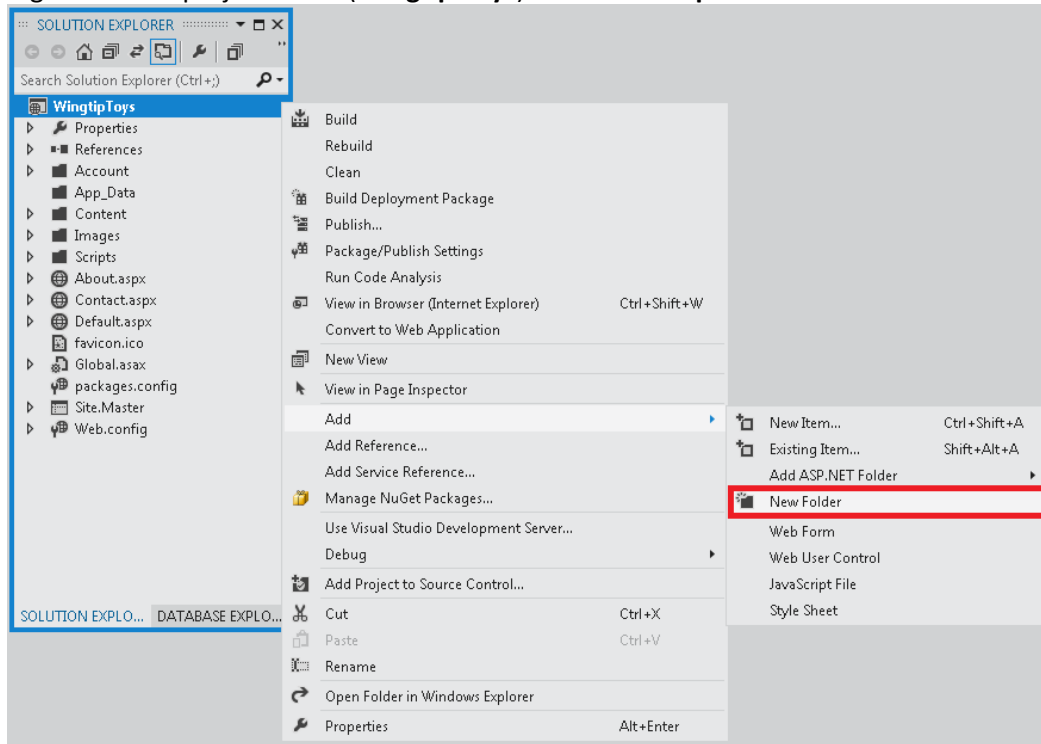 SOLUTION EXPLORER
Search Solution Explorer (Ctrl+;)
WingtipToys
Properties
References
Account
App_Data
Content
Images
Scripts
About.aspx
Contact.aspx
Default.aspx
favicon.ico
Global.asax
packages.config
Site.Master
Web.config
SOLUTION EXPLO... DATABASE EXPLO...
Build
Rebuild
Clean
Build Deployment Package
Publish...
Package/Publish Settings
Run Code Analysis
View in Browser (Internet Explorer) Ctrl+Shift+W
Convert to Web Application
New View
View in Page Inspector
Add
Add Reference...
Add Service Reference...
Manage NuGet Packages...
Use Visual Studio Development Server...
Debug
Add Project to Source Control...
Cut Ctrl+X
Paste Ctrl+V
Rename
Open Folder in Windows Explorer
Properties Alt+Enter
New Item... Ctrl+Shift+A
Existing Item... Shift+Alt+A
Add ASP.NET Folder
New Folder
Web Form
Web User Control
JavaScript File
Style Sheet